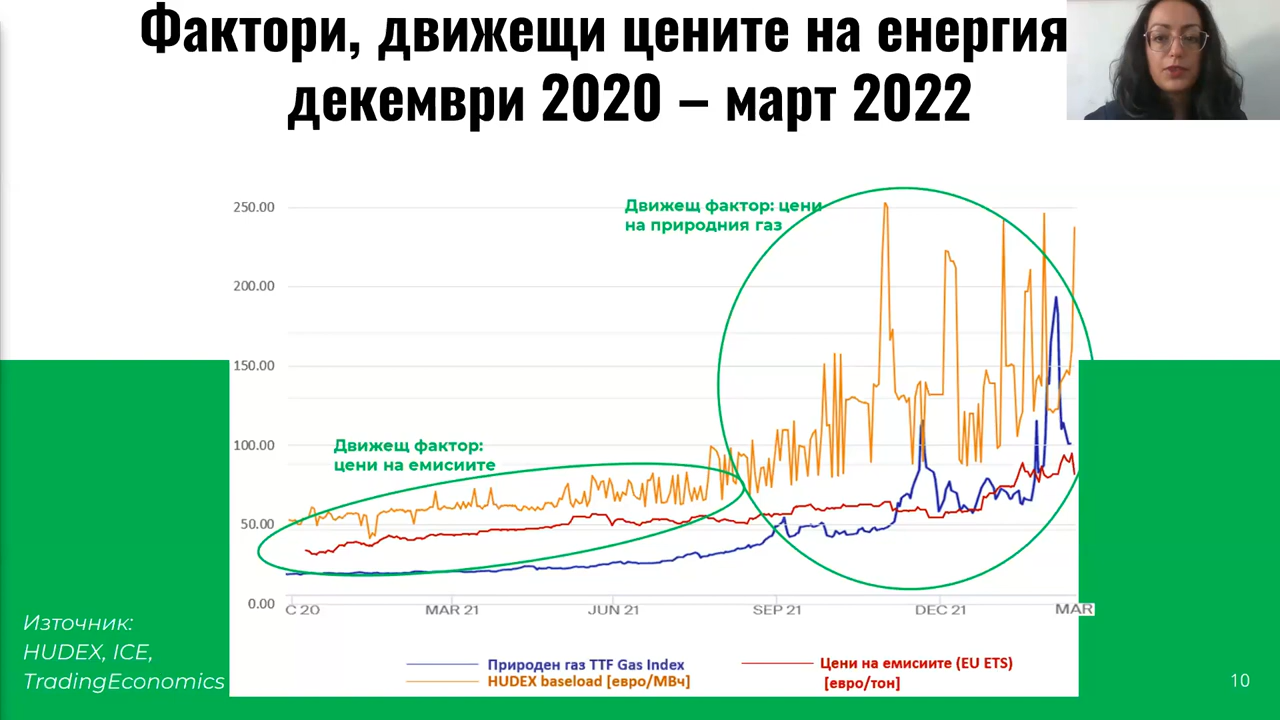 Фактори, движещи цените на енергия
декември 2020 – март 2022
Движещ фактор: цени
на природния газ
250.00
200.00
150.00
Движещ фактор:
цени на емисиите
100.00
50.00
0.00
C 20
MAR 21
JUN 21
SEP 21
DEC 21
MAR
Източник:
HUDEX, ICE,
TradingEconomics
Природен газ TTF Gas Index
HUDEX baseload [евро/МВч]
Цени на емисиите (EU ETS)
[евро/тон]
10